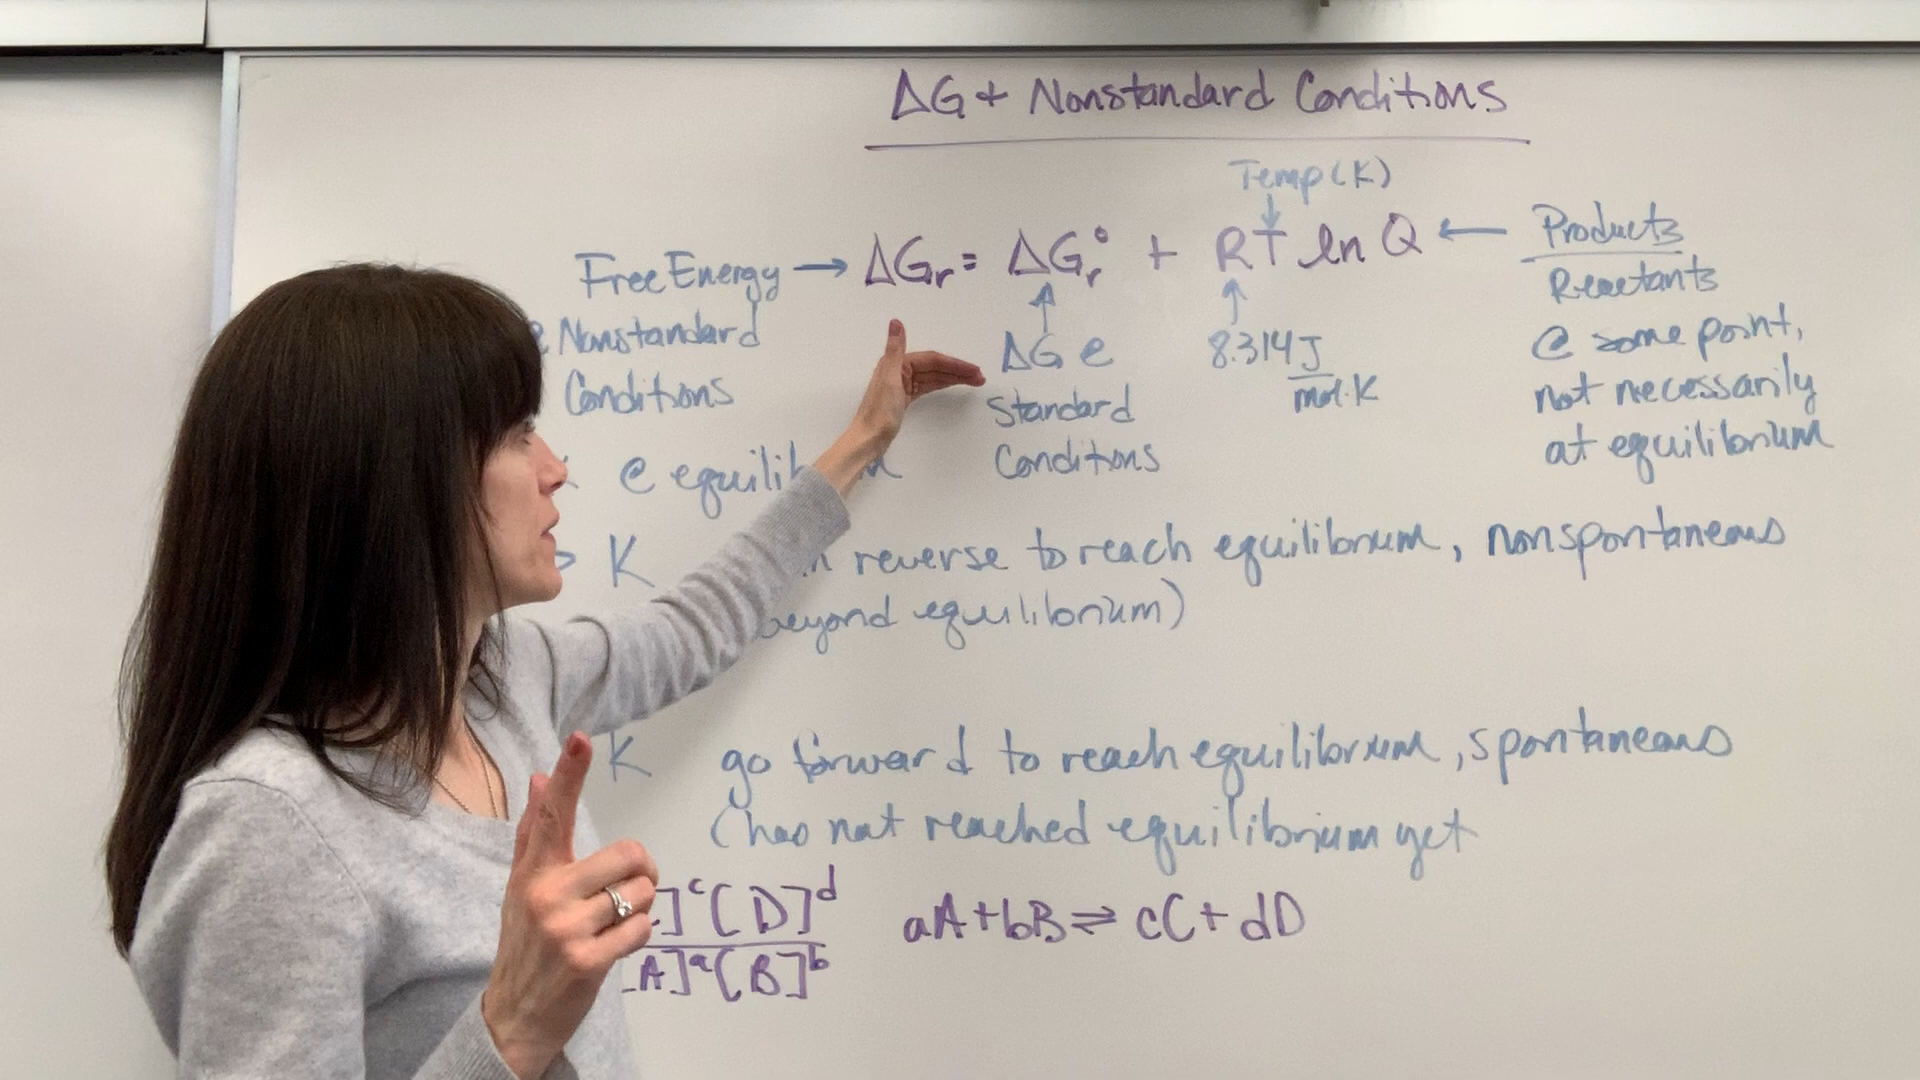 ΔG + Nonstandard Conditions
Temp (K)
↓
Free Energy → ΔGr = ΔGr° + RT ln Q ← Products / Reactants
Nonstandard Conditions
↑
ΔG @ Standard Conditions
↑
8.314 J / mol·K
@ some point,
not necessarily
at equilibrium
@
> K reverse to reach equilibrium, nonspontaneous
beyond equilibrium)
K go forward to reach equilibrium, spontaneous
(has not reached equilibrium yet
]ᶜ[D]ᵈ / [A]ᵃ[B]ᵇ aA + bB ⇌ cC + dD